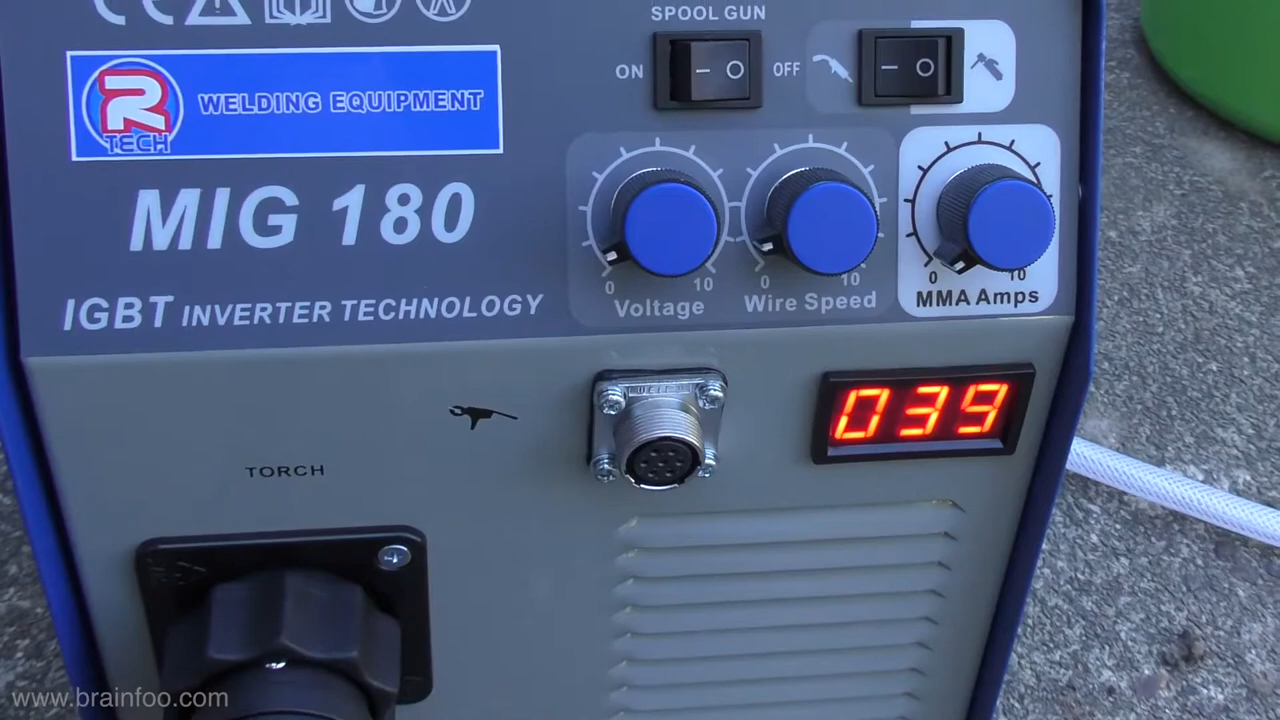 SPOOL GUN
ON
OFF
R
TECH
WELDING EQUIPMENT
MIG 180
IGBT INVERTER TECHNOLOGY
0 10
Voltage
0 10
Wire Speed
0 10
MMA Amps
039
TORCH
www.brainfoo.com